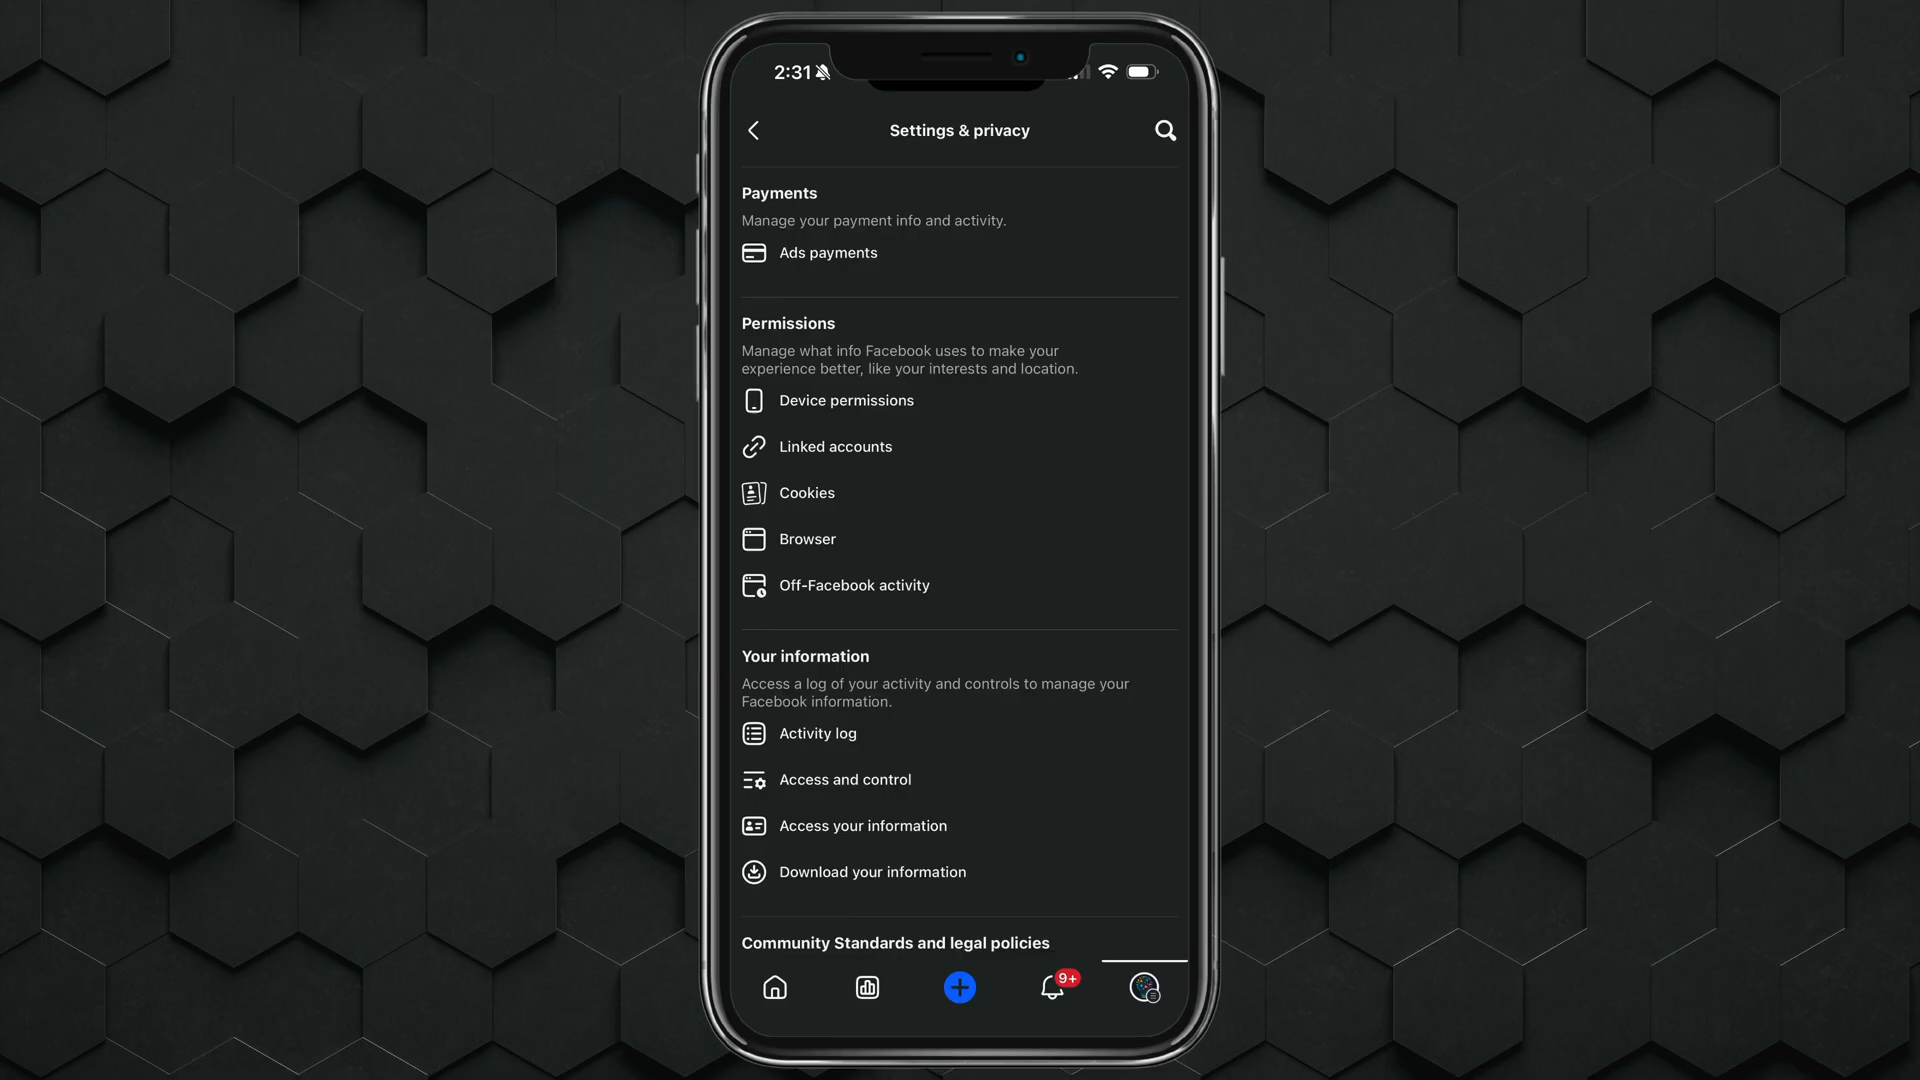 2:31
Settings & privacy
Payments
Manage your payment info and activity.
Ads payments
Permissions
Manage what info Facebook uses to make your
experience better, like your interests and location.
Device permissions
Linked accounts
Cookies
Browser
Off-Facebook activity
Your information
Access a log of your activity and controls to manage your
Facebook information.
Activity log
Access and control
Access your information
Download your information
Community Standards and legal policies
9+